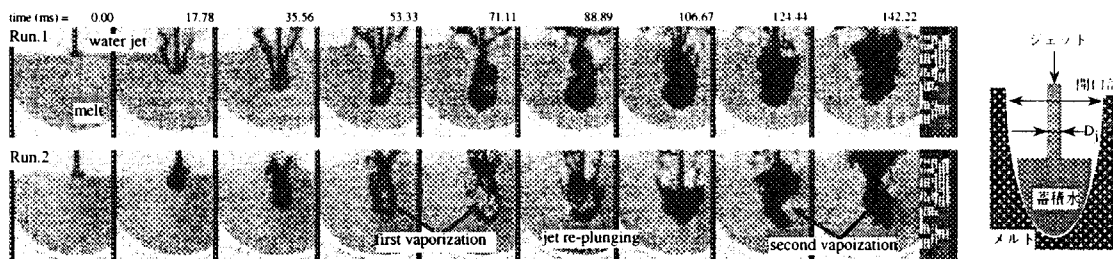 time (ms) = 0.00 17.78 35.56 53.33 71.11 88.89 106.67 124.44 142.22
Run.1
water jet
melt
Run.2
first vaporization
jet re-plunging
second vapoization
ジェット
開口部
Dj
蓄積水
メルト